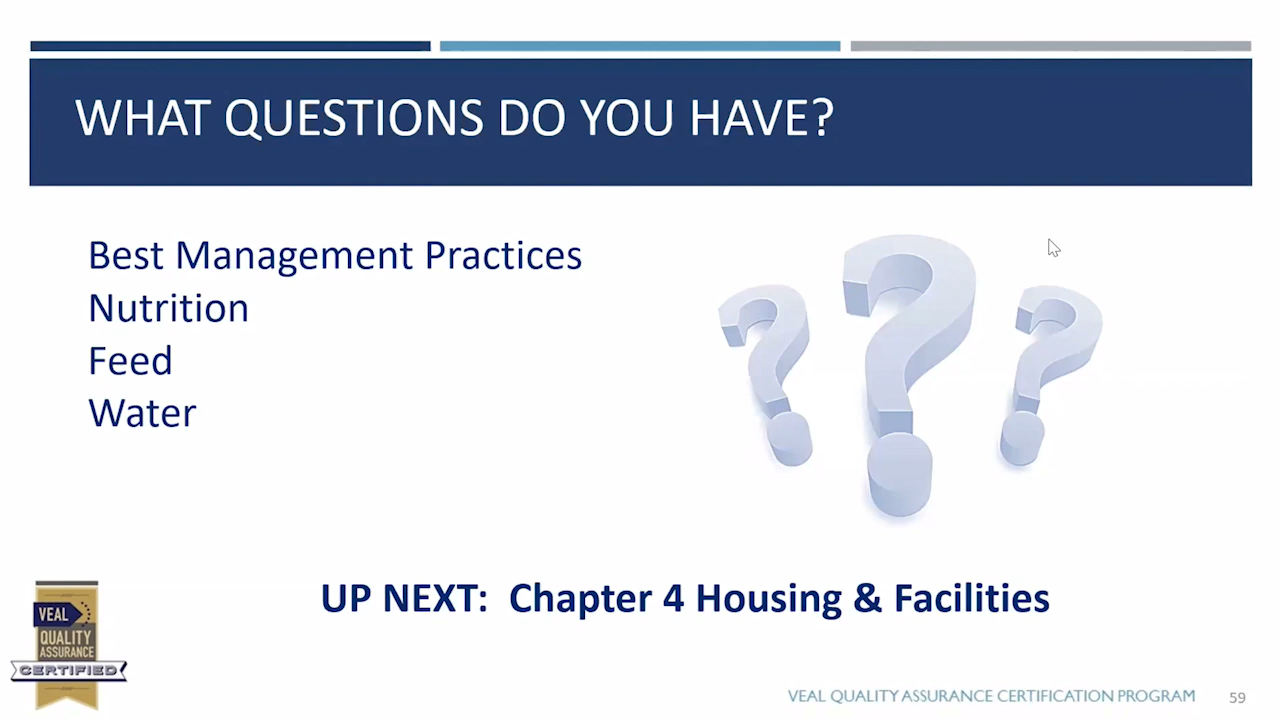 WHAT QUESTIONS DO YOU HAVE?
Best Management Practices
Nutrition
Feed
Water
UP NEXT: Chapter 4 Housing & Facilities
VEAL
QUALITY
ASSURANCE
CERTIFIED
VEAL QUALITY ASSURANCE CERTIFICATION PROGRAM
59